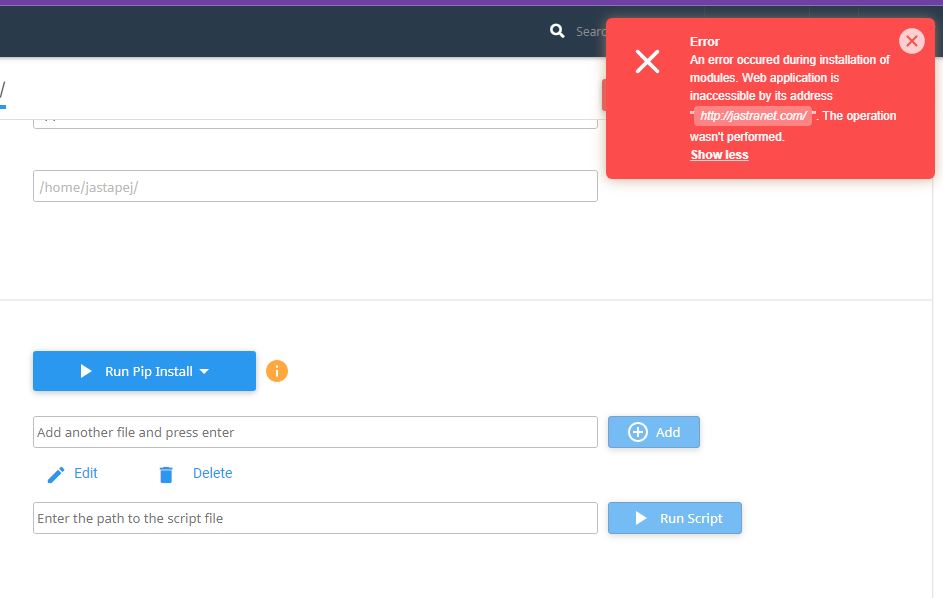 Searc
Error
An error occured during installation of
modules. Web application is
inaccessible by its address
"http://jastranet.com/". The operation
wasn't performed.
Show less
/
/home/jastapej/
Run Pip Install
Add another file and press enter
Add
Edit
Delete
Enter the path to the script file
Run Script